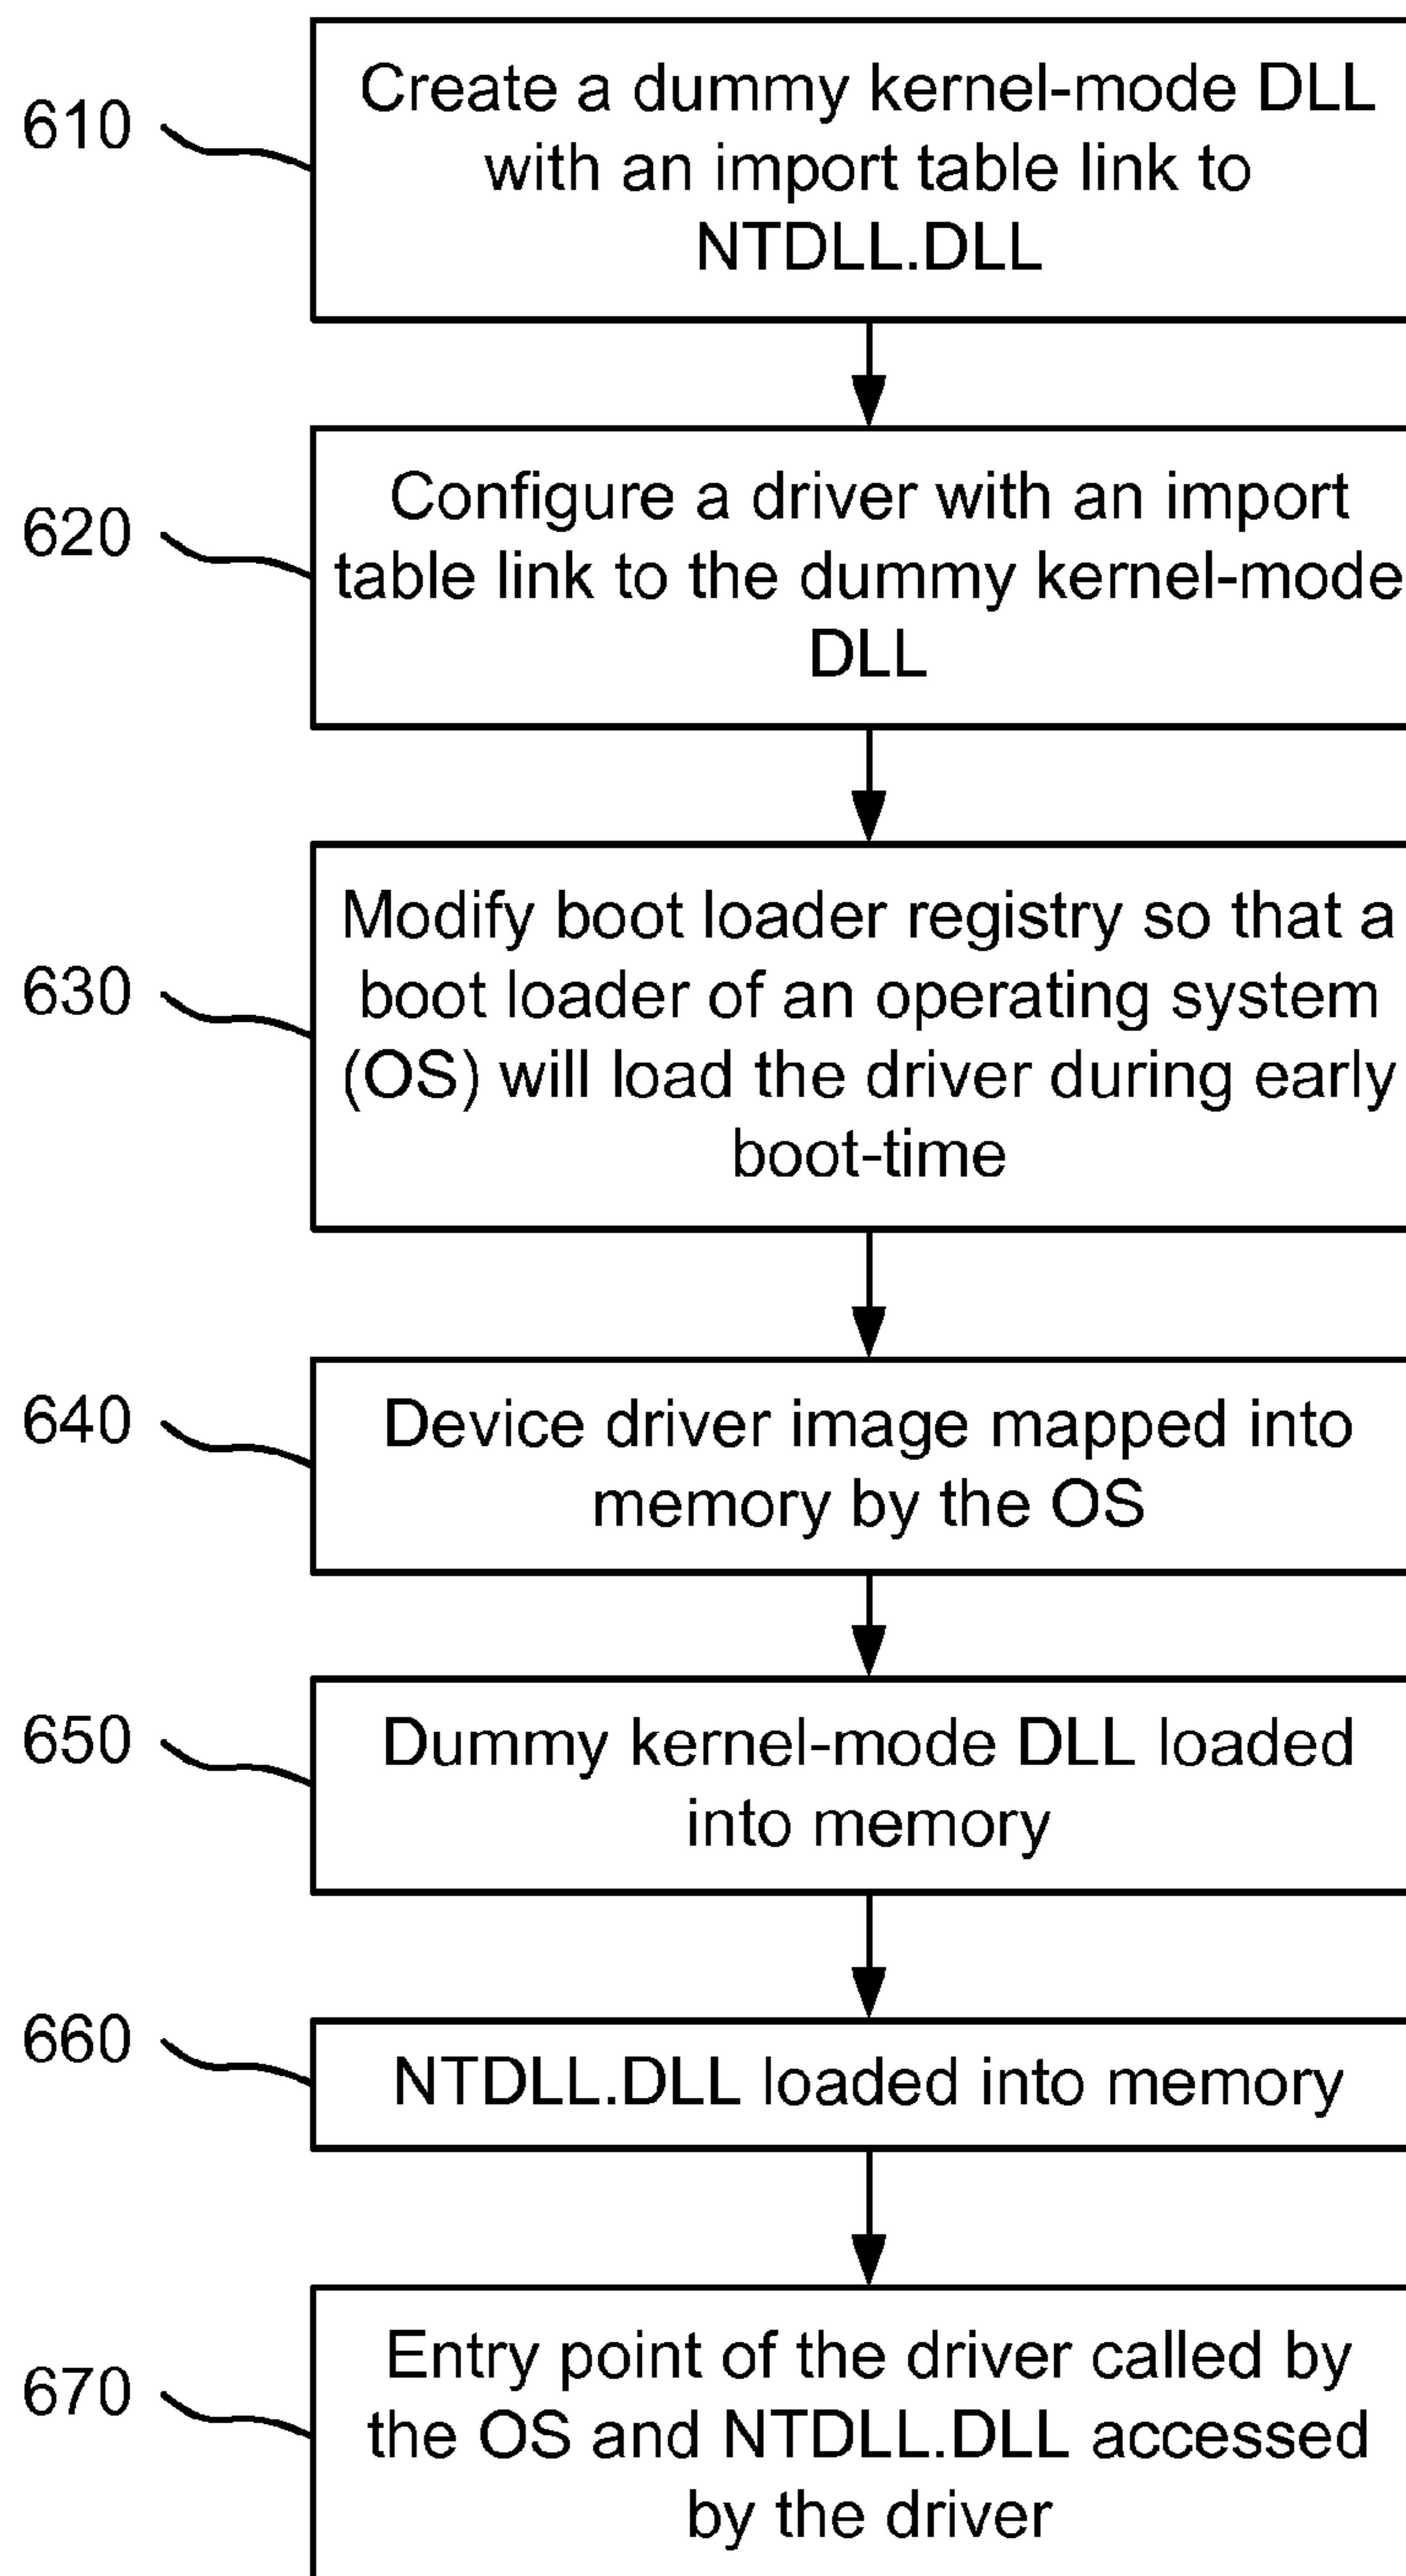 610
Create a dummy kernel-mode DLL
with an import table link to
NTDLL.DLL
620
Configure a driver with an import
table link to the dummy kernel-mode
DLL
630
Modify boot loader registry so that a
boot loader of an operating system
(OS) will load the driver during early
boot-time
640
Device driver image mapped into
memory by the OS
650
Dummy kernel-mode DLL loaded
into memory
660
NTDLL.DLL loaded into memory
670
Entry point of the driver called by
the OS and NTDLL.DLL accessed
by the driver